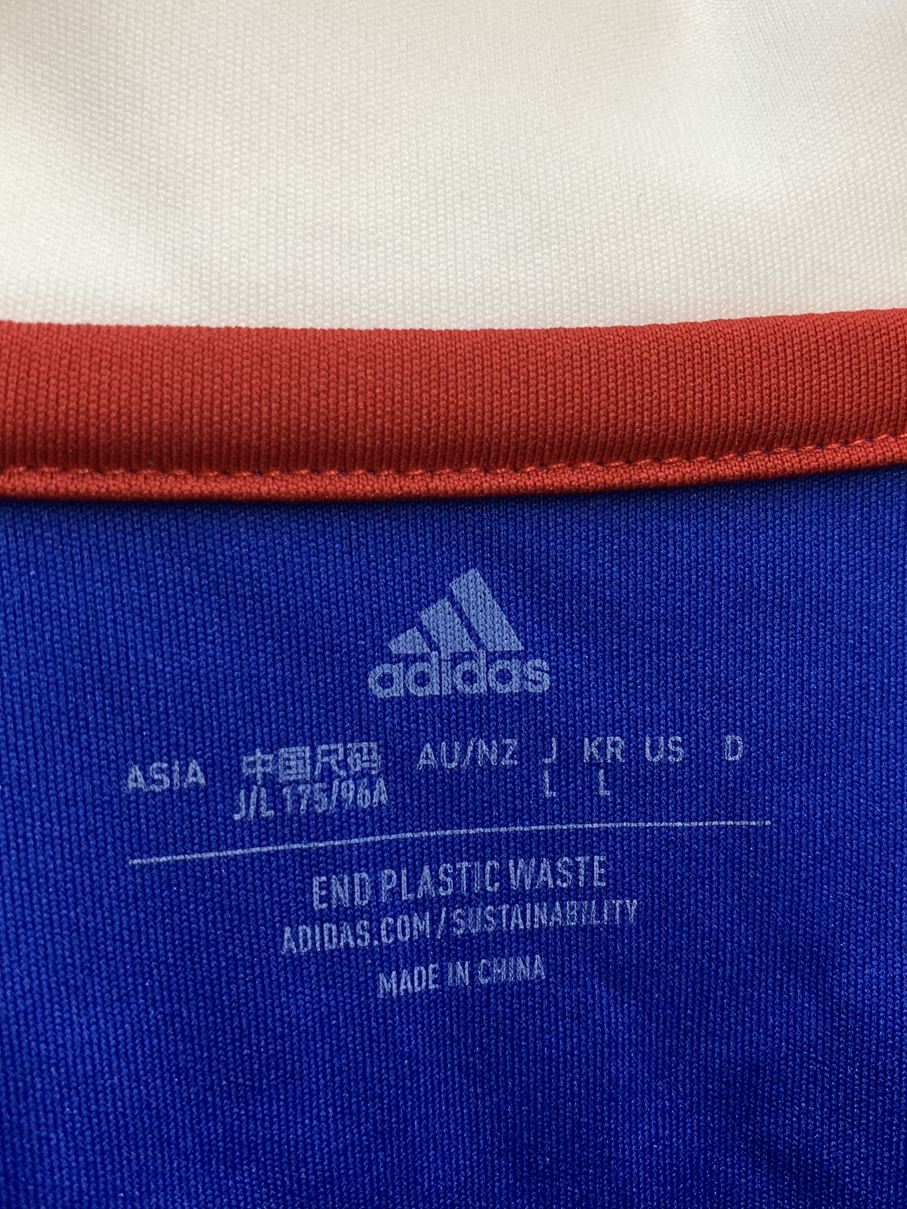 adidas
ASIA 中国尺码 AU/NZ J KR US D
J/L 175/96A L L
END PLASTIC WASTE
ADIDAS.COM/SUSTAINABILITY
MADE IN CHINA